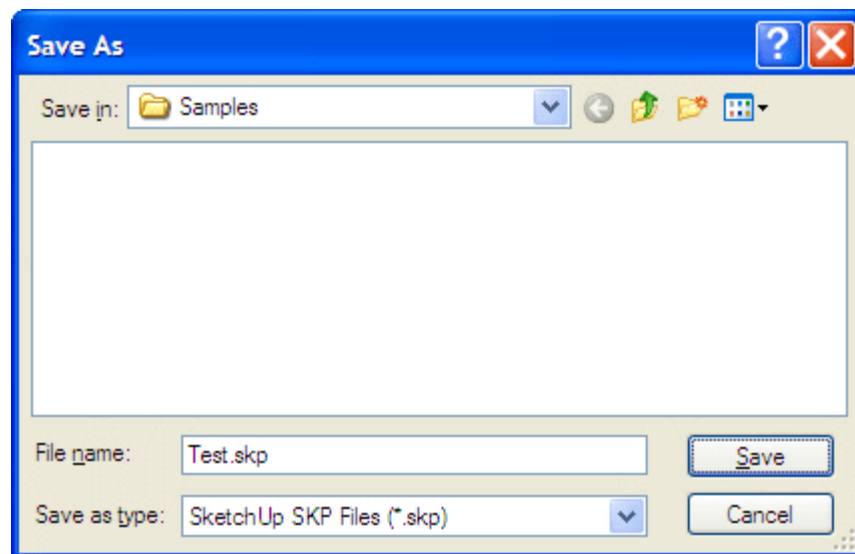 Save As
Save in: Samples
File name: Test.skp
Save
Save as type: SketchUp SKP Files (*.skp)
Cancel